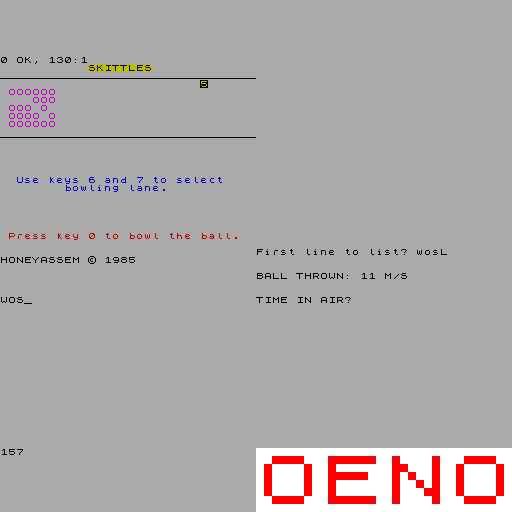 0 OK, 130:1
SKITTLES
5
Use keys 6 and 7 to select
bowling lane.
Press key 0 to bowl the ball.
HONEYASSEM © 1985
WOS_
157
First line to list? wosL
BALL THROWN: 11 M/S
TIME IN AIR?
OENO